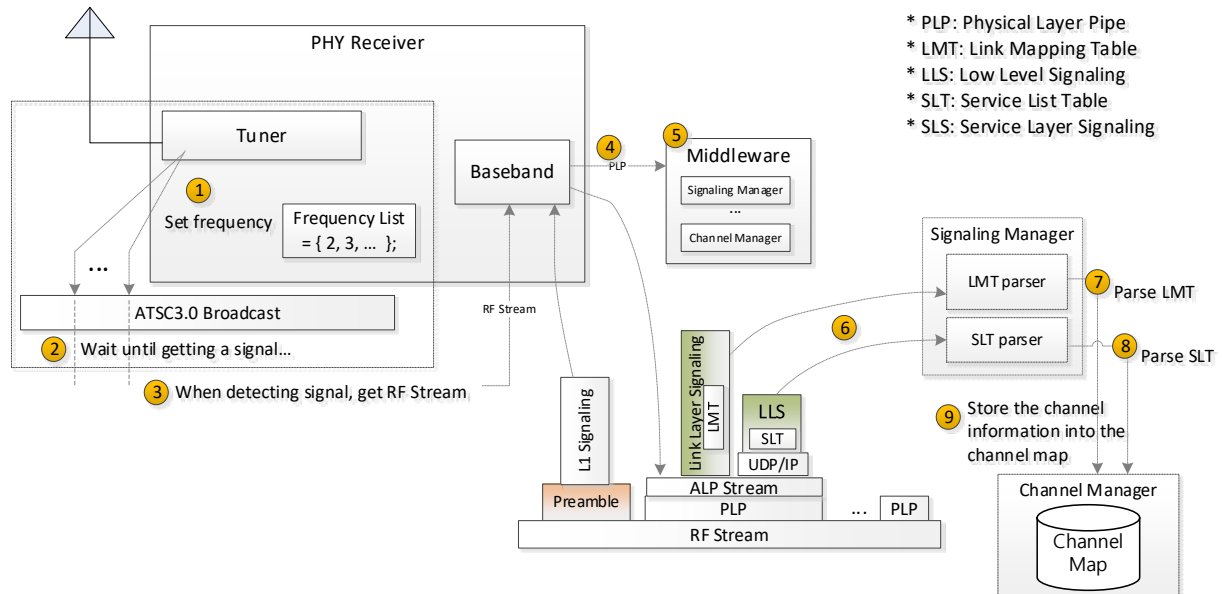 PHY Receiver
* PLP: Physical Layer Pipe
* LMT: Link Mapping Table
* LLS: Low Level Signaling
* SLT: Service List Table
* SLS: Service Layer Signaling
Tuner
1
Set frequency
Frequency List
= { 2, 3, ... };
...
ATSC3.0 Broadcast
2
Wait until getting a signal...
3
When detecting signal, get RF Stream
Baseband
RF Stream
4
PLP
5
Middleware
Signaling Manager
...
Channel Manager
Signaling Manager
LMT parser
SLT parser
6
7
Parse LMT
8
Parse SLT
9
Store the channel
information into the
channel map
Channel Manager
Channel
Map
L1 Signaling
Preamble
Link Layer Signaling
LMT
LLS
SLT
UDP/IP
ALP Stream
PLP
...
PLP
RF Stream